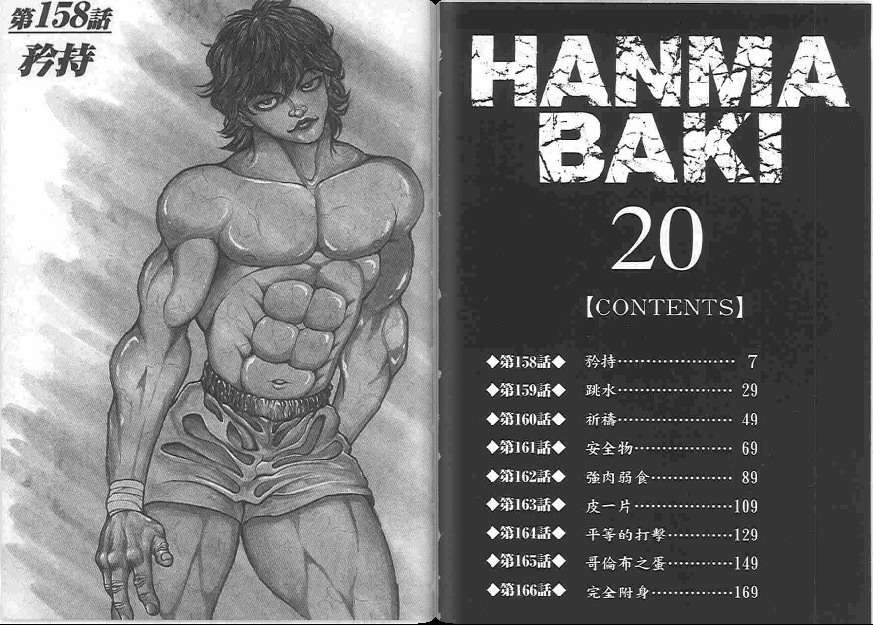 第158話
矜持
HANMA
BAKI
20
【CONTENTS】
◆第158話◆ 矜持…………………… 7
◆第159話◆ 跳水…………………… 29
◆第160話◆ 祈禱…………………… 49
◆第161話◆ 安全物………………… 69
◆第162話◆ 強肉弱食……………… 89
◆第163話◆ 皮一片…………………109
◆第164話◆ 平等的打擊……………129
◆第165話◆ 哥倫布之蛋……………149
◆第166話◆ 完全附身………………169